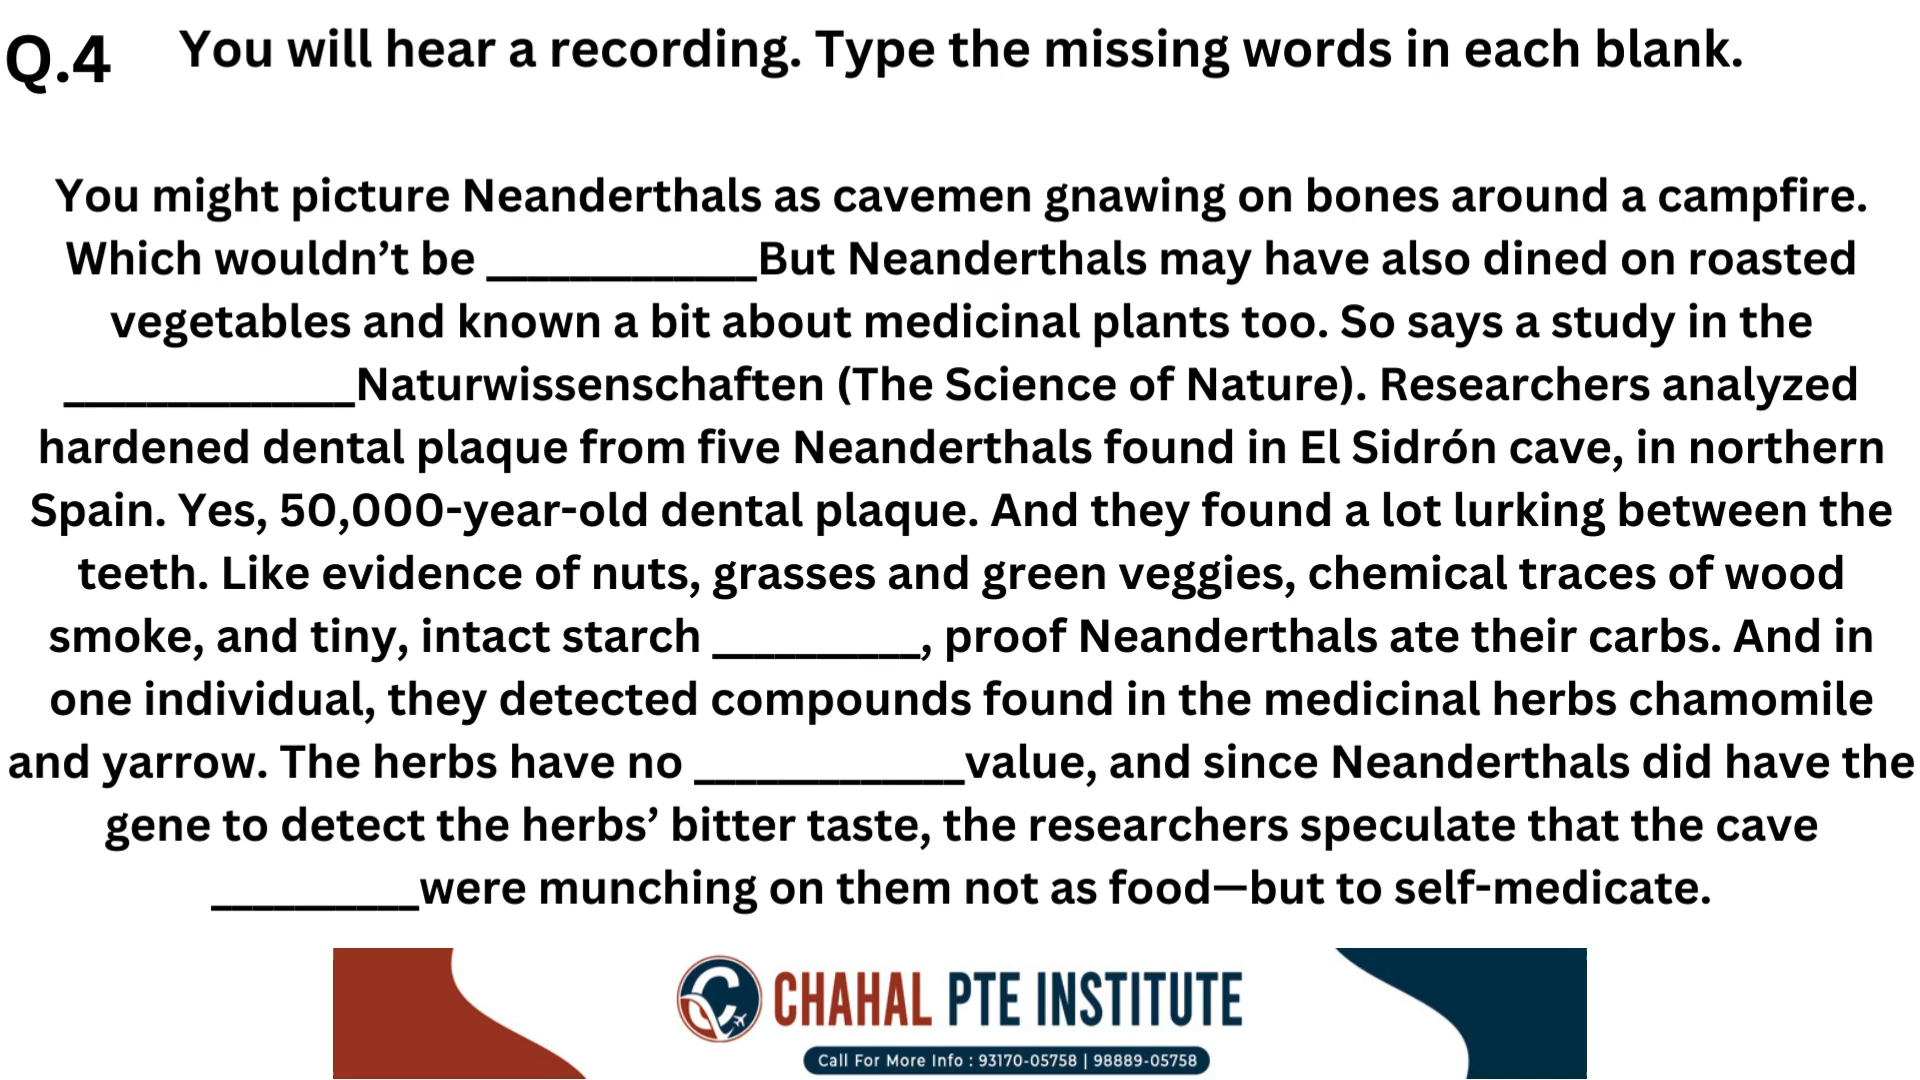 Q.4 You will hear a recording. Type the missing words in each blank.
You might picture Neanderthals as cavemen gnawing on bones around a campfire.
Which wouldn’t be _____________But Neanderthals may have also dined on roasted
vegetables and known a bit about medicinal plants too. So says a study in the
______________Naturwissenschaften (The Science of Nature). Researchers analyzed
hardened dental plaque from five Neanderthals found in El Sidrón cave, in northern
Spain. Yes, 50,000-year-old dental plaque. And they found a lot lurking between the
teeth. Like evidence of nuts, grasses and green veggies, chemical traces of wood
smoke, and tiny, intact starch __________, proof Neanderthals ate their carbs. And in
one individual, they detected compounds found in the medicinal herbs chamomile
and yarrow. The herbs have no _____________value, and since Neanderthals did have the
gene to detect the herbs’ bitter taste, the researchers speculate that the cave
__________were munching on them not as food—but to self-medicate.
CHAHAL PTE INSTITUTE
Call For More Info : 93170-05758 | 98889-05758